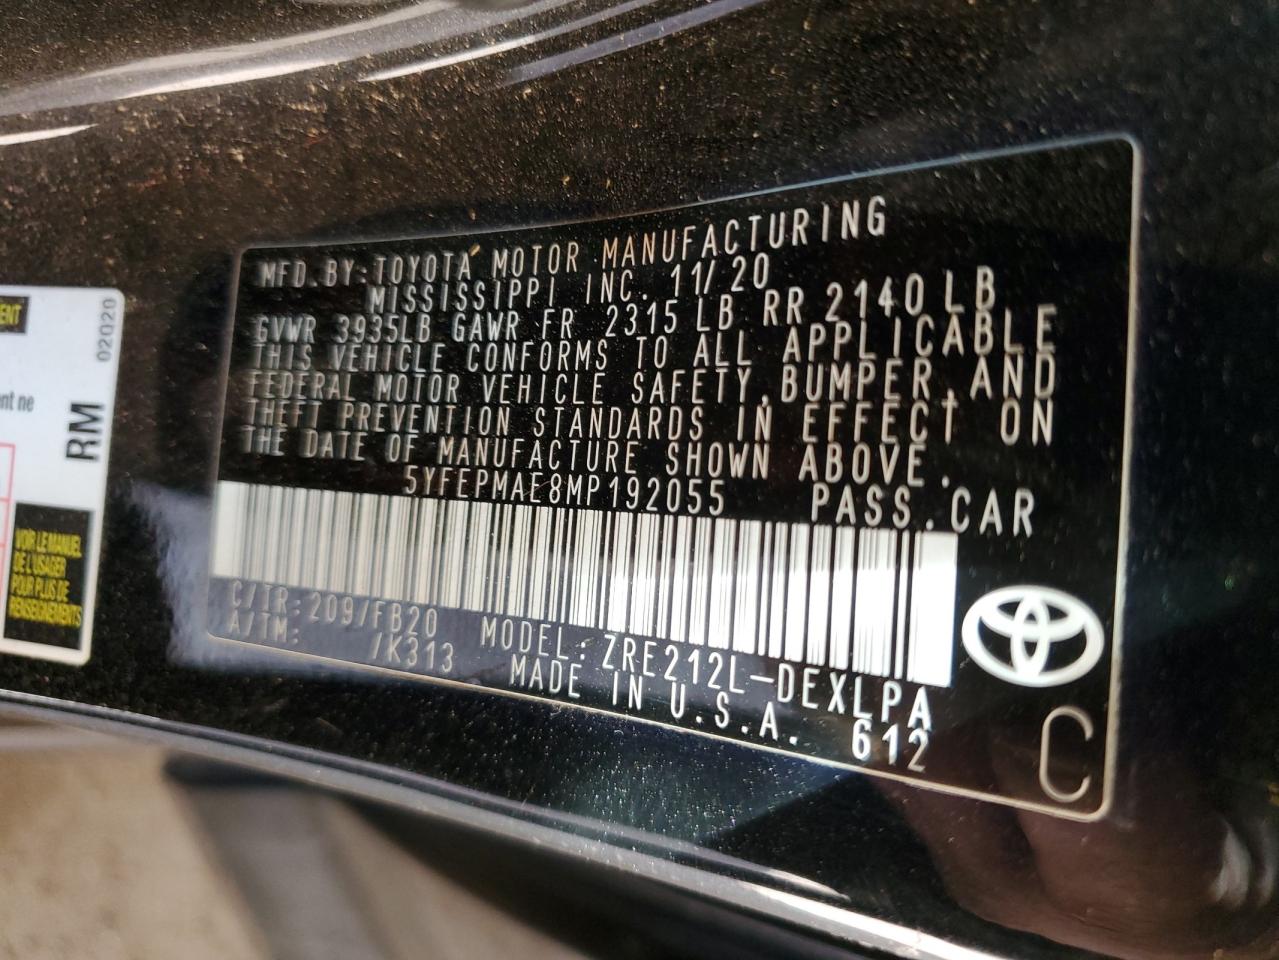 MFD.BY:TOYOTA MOTOR MANUFACTURING
MISSISSIPPI INC. 11/20
GVWR 3935LB GAWR FR 2315 LB RR 2140 LB
THIS VEHICLE CONFORMS TO ALL APPLICABLE
FEDERAL MOTOR VEHICLE SAFETY,BUMPER,AND
THEFT PREVENTION STANDARDS IN EFFECT ON
THE DATE OF MANUFACTURE SHOWN ABOVE.
5YFEPMAE8MP192055 PASS.CAR
C/TR:209/FB20 MODEL:ZRE212L-DEXLPA
A/TM: /K313 MADE IN U.S.A. 612
C
02020
RM
nt ne
VOIR LE MANUEL
DE L'USAGER
POUR PLUS DE
RENSEIGNEMENTS